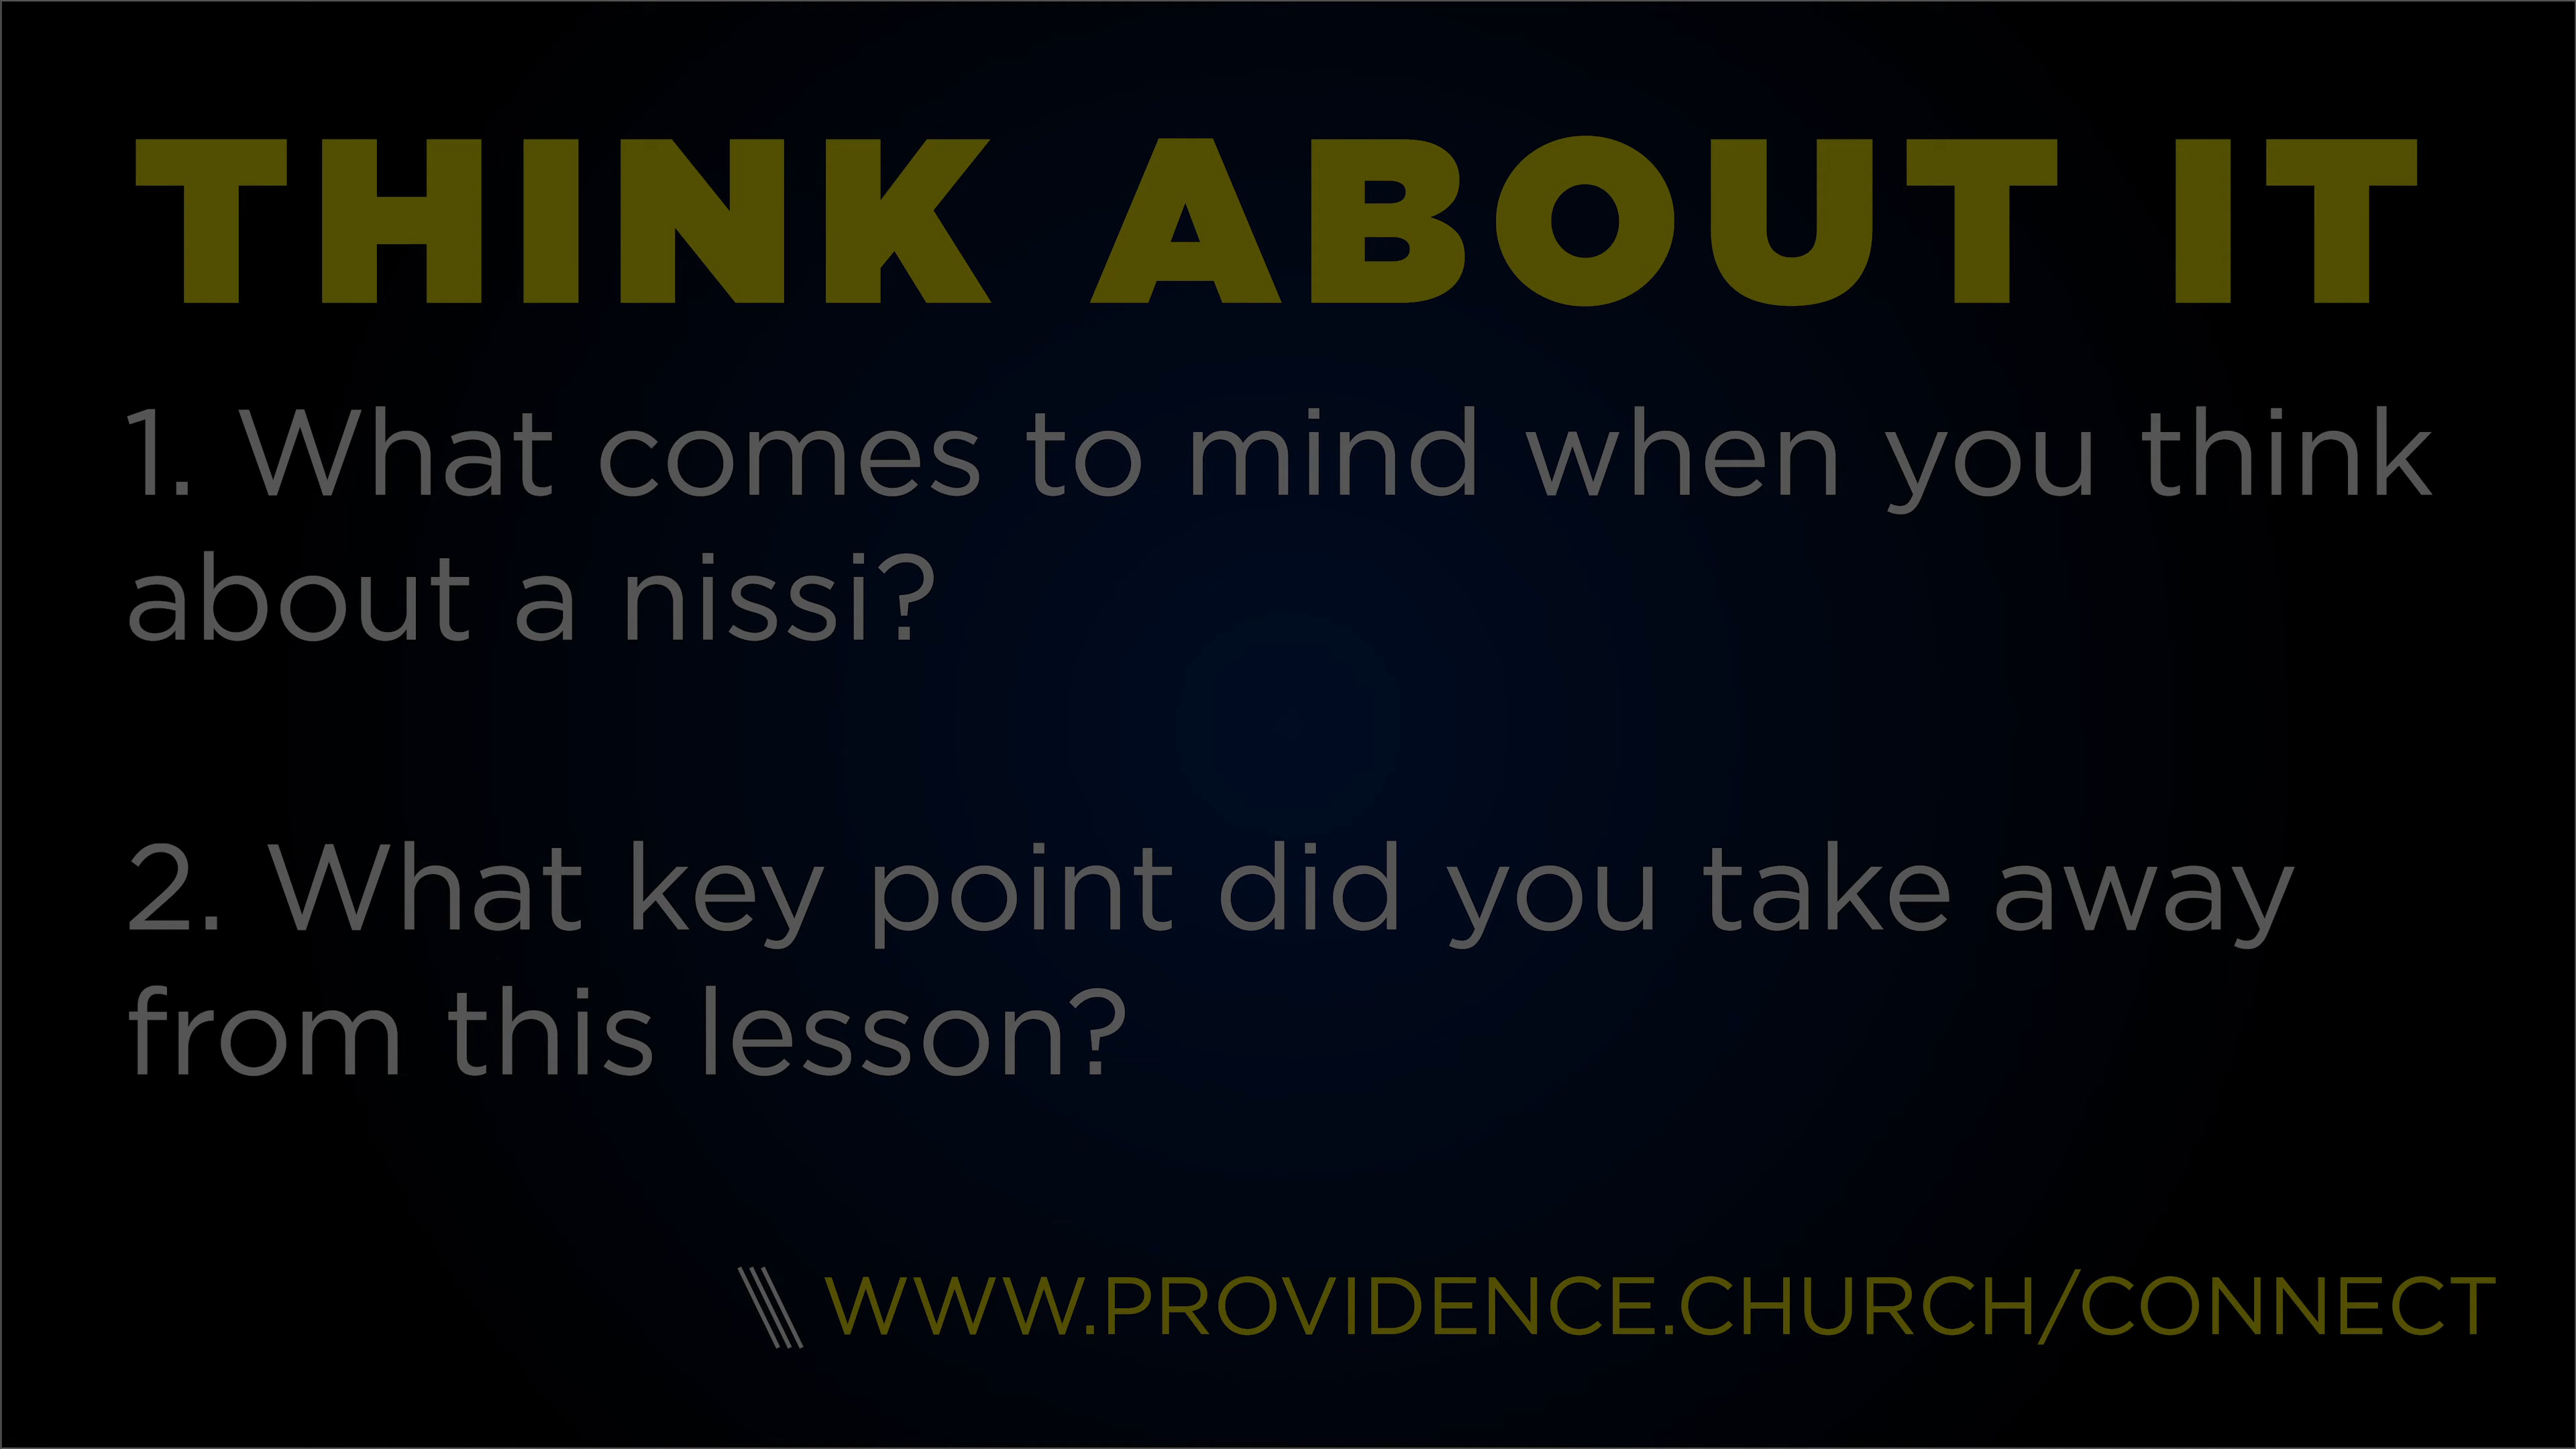 THINK ABOUT IT
1. What comes to mind when you think
about a nissi?
2. What key point did you take away
from this lesson?
WWW.PROVIDENCE.CHURCH/CONNECT